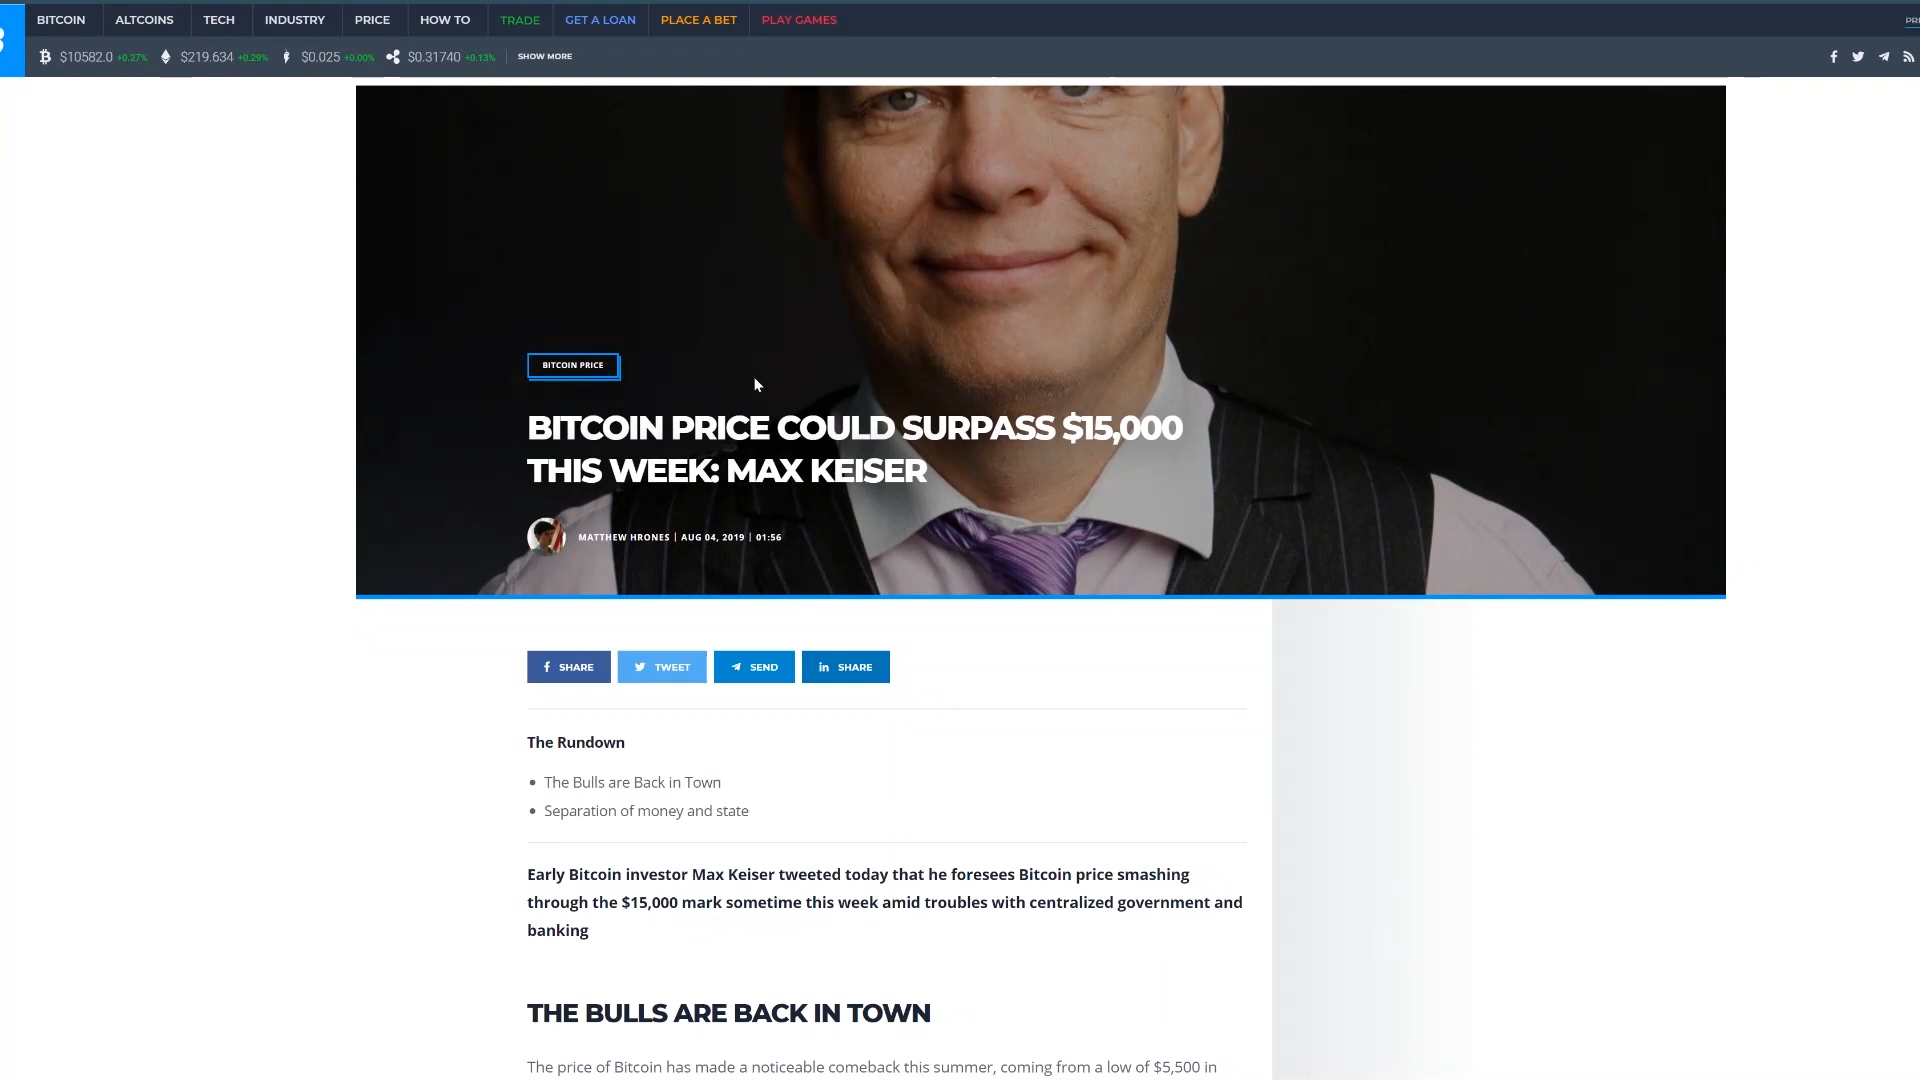 BITCOIN ALTCOINS TECH INDUSTRY PRICE HOW TO TRADE GET A LOAN PLACE A BET PLAY GAMES
$10582.0 +0.27% $219.634 +0.29% $0.025 +0.00% $0.31740 +0.13% SHOW MORE
BITCOIN PRICE
BITCOIN PRICE COULD SURPASS $15,000
THIS WEEK: MAX KEISER
MATTHEW HRONES | AUG 04, 2019 | 01:56
SHARE TWEET SEND SHARE
The Rundown
The Bulls are Back in Town
Separation of money and state
Early Bitcoin investor Max Keiser tweeted today that he foresees Bitcoin price smashing
through the $15,000 mark sometime this week amid troubles with centralized government and
banking
THE BULLS ARE BACK IN TOWN
The price of Bitcoin has made a noticeable comeback this summer, coming from a low of $5,500 in